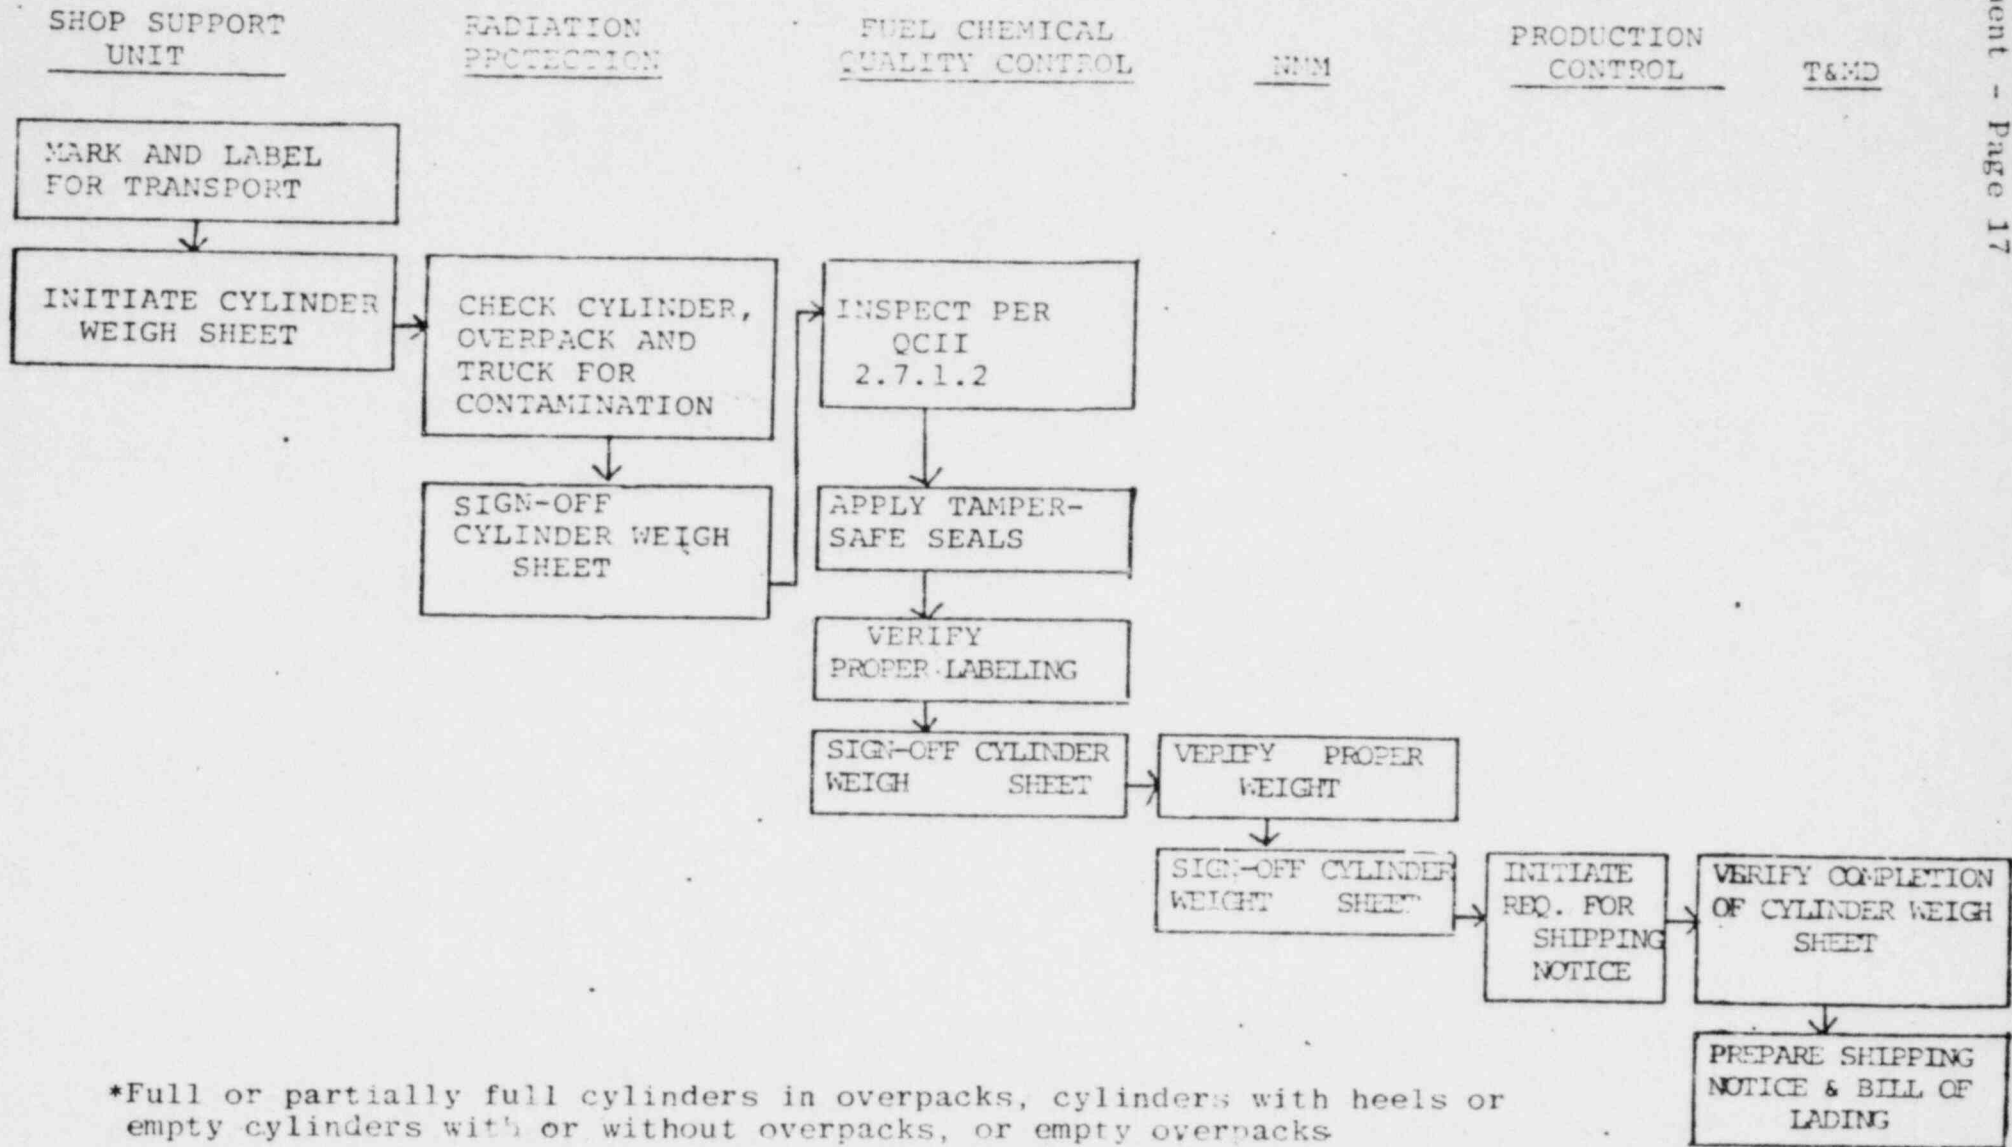 SHOP SUPPORT
UNIT
RADIATION
PROTECTION
FUEL CHEMICAL
QUALITY CONTROL
NMM
PRODUCTION
CONTROL
T&MD
ment - Page 17
MARK AND LABEL
FOR TRANSPORT
INITIATE CYLINDER
WEIGH SHEET
CHECK CYLINDER,
OVERPACK AND
TRUCK FOR
CONTAMINATION
SIGN-OFF
CYLINDER WEIGH
SHEET
INSPECT PER
QCII
2.7.1.2
APPLY TAMPER-
SAFE SEALS
VERIFY
PROPER LABELING
SIGN-OFF CYLINDER
WEIGH SHEET
VERIFY PROPER
WEIGHT
SIGN-OFF CYLINDER
WEIGHT SHEET
INITIATE
REQ. FOR
SHIPPING
NOTICE
VERIFY COMPLETION
OF CYLINDER WEIGH
SHEET
PREPARE SHIPPING
NOTICE & BILL OF
LADING
*Full or partially full cylinders in overpacks, cylinders with heels or
empty cylinders with or without overpacks, or empty overpacks